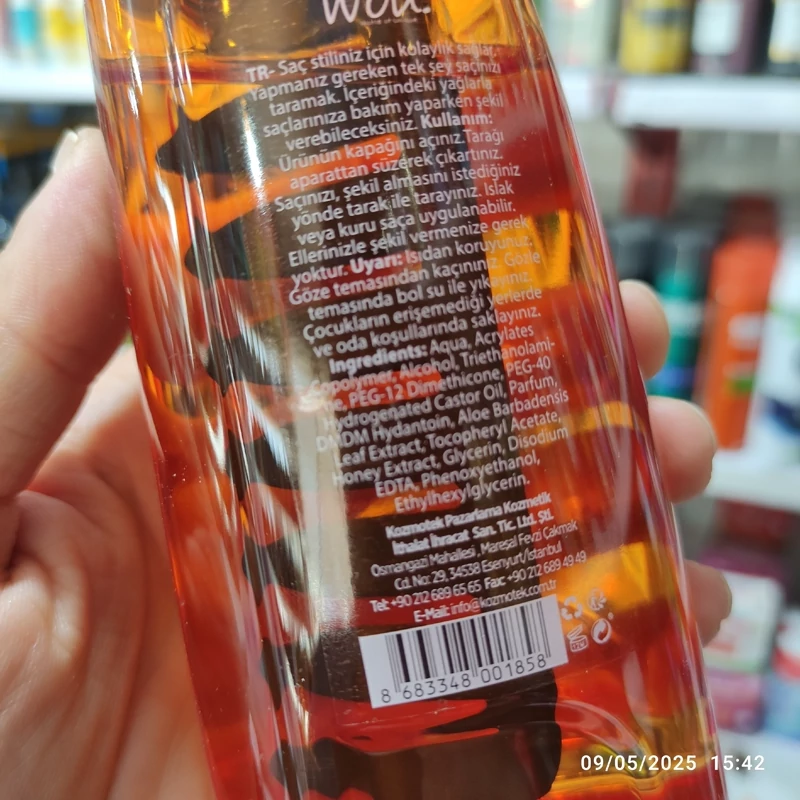 TR- Saç stiliniz için kolaylık sağlar.
Yapmanız gereken tek şey saçınızı
taramak. İçeriğindeki yağlarla
saçlarınıza bakım yaparken şekil
verebileceksiniz. Kullanım:
Ürünün kapağını açınız.Tarağı
aparattan süzerek çıkartınız.
Saçınızı, şekil almasını istediğiniz
yönde tarak ile tarayınız. Islak
veya kuru saça uygulanabilir.
Ellerinizle şekil vermenize gerek
yoktur. Uyarı: Isıdan koruyunuz.
Göze temasından kaçınınız. Gözle
temasında bol su ile yıkayınız.
Çocukların erişemediği yerlerde
ve oda koşullarında saklayınız.
Ingredients: Aqua, Acrylates
Copolymer, Alcohol, Triethanolami-
ne, PEG-12 Dimethicone, PEG-40
Hydrogenated Castor Oil, Parfum,
DMDM Hydantoin, Aloe Barbadensis
Leaf Extract, Tocopheryl Acetate,
Honey Extract, Glycerin, Disodium
EDTA, Phenoxyethanol,
Ethylhexylglycerin.
Kozmotek Pazarlama Kozmetik
İthalat İhracat San. Tic. Ltd. Şti.
Osmangazi Mahallesi , Mareşal Fevzi Çakmak
Cd. No: 29, 34538 Esenyurt/İstanbul
Tel: +90 212 689 65 65 Fax: +90 212 689 49 49
E-Mail: info@kozmotek.com.tr
8 683348 001858
09/05/2025 15:42